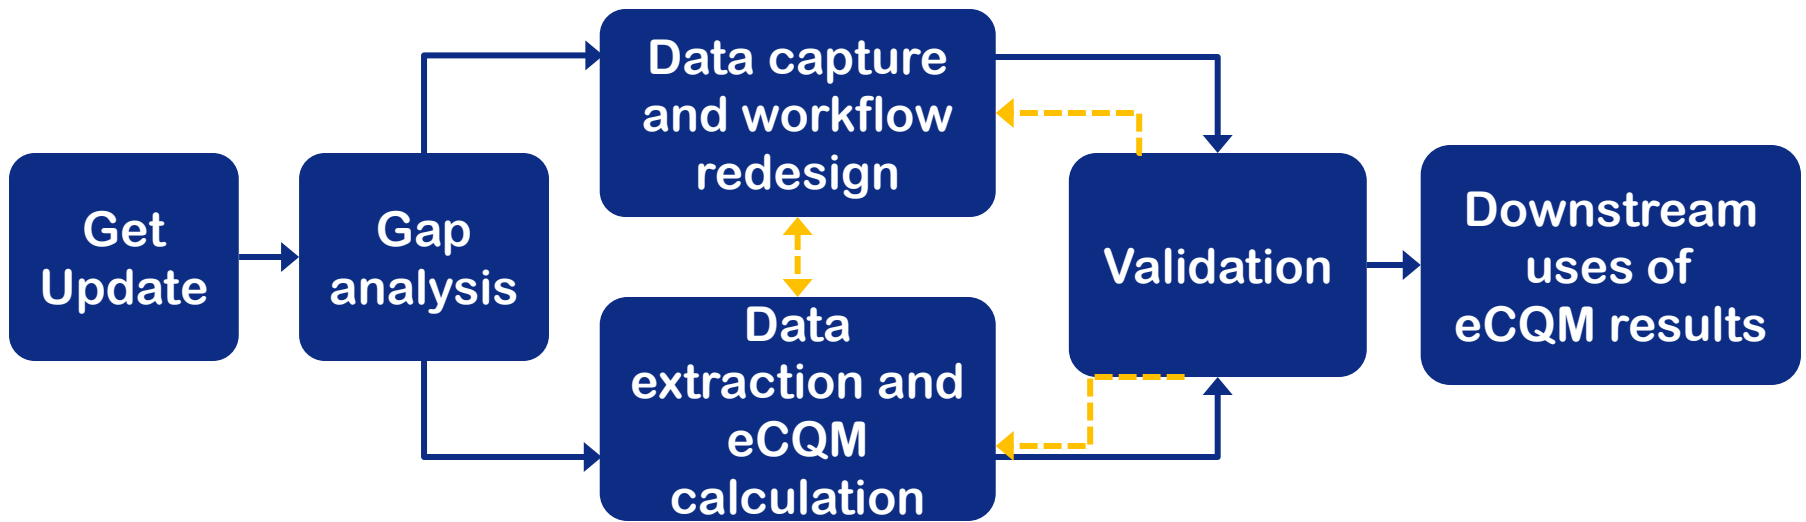 Get
Update
Gap
analysis
Data capture
and workflow
redesign
Data
extraction and
eCQM
calculation
Validation
Downstream
uses of
eCQM results